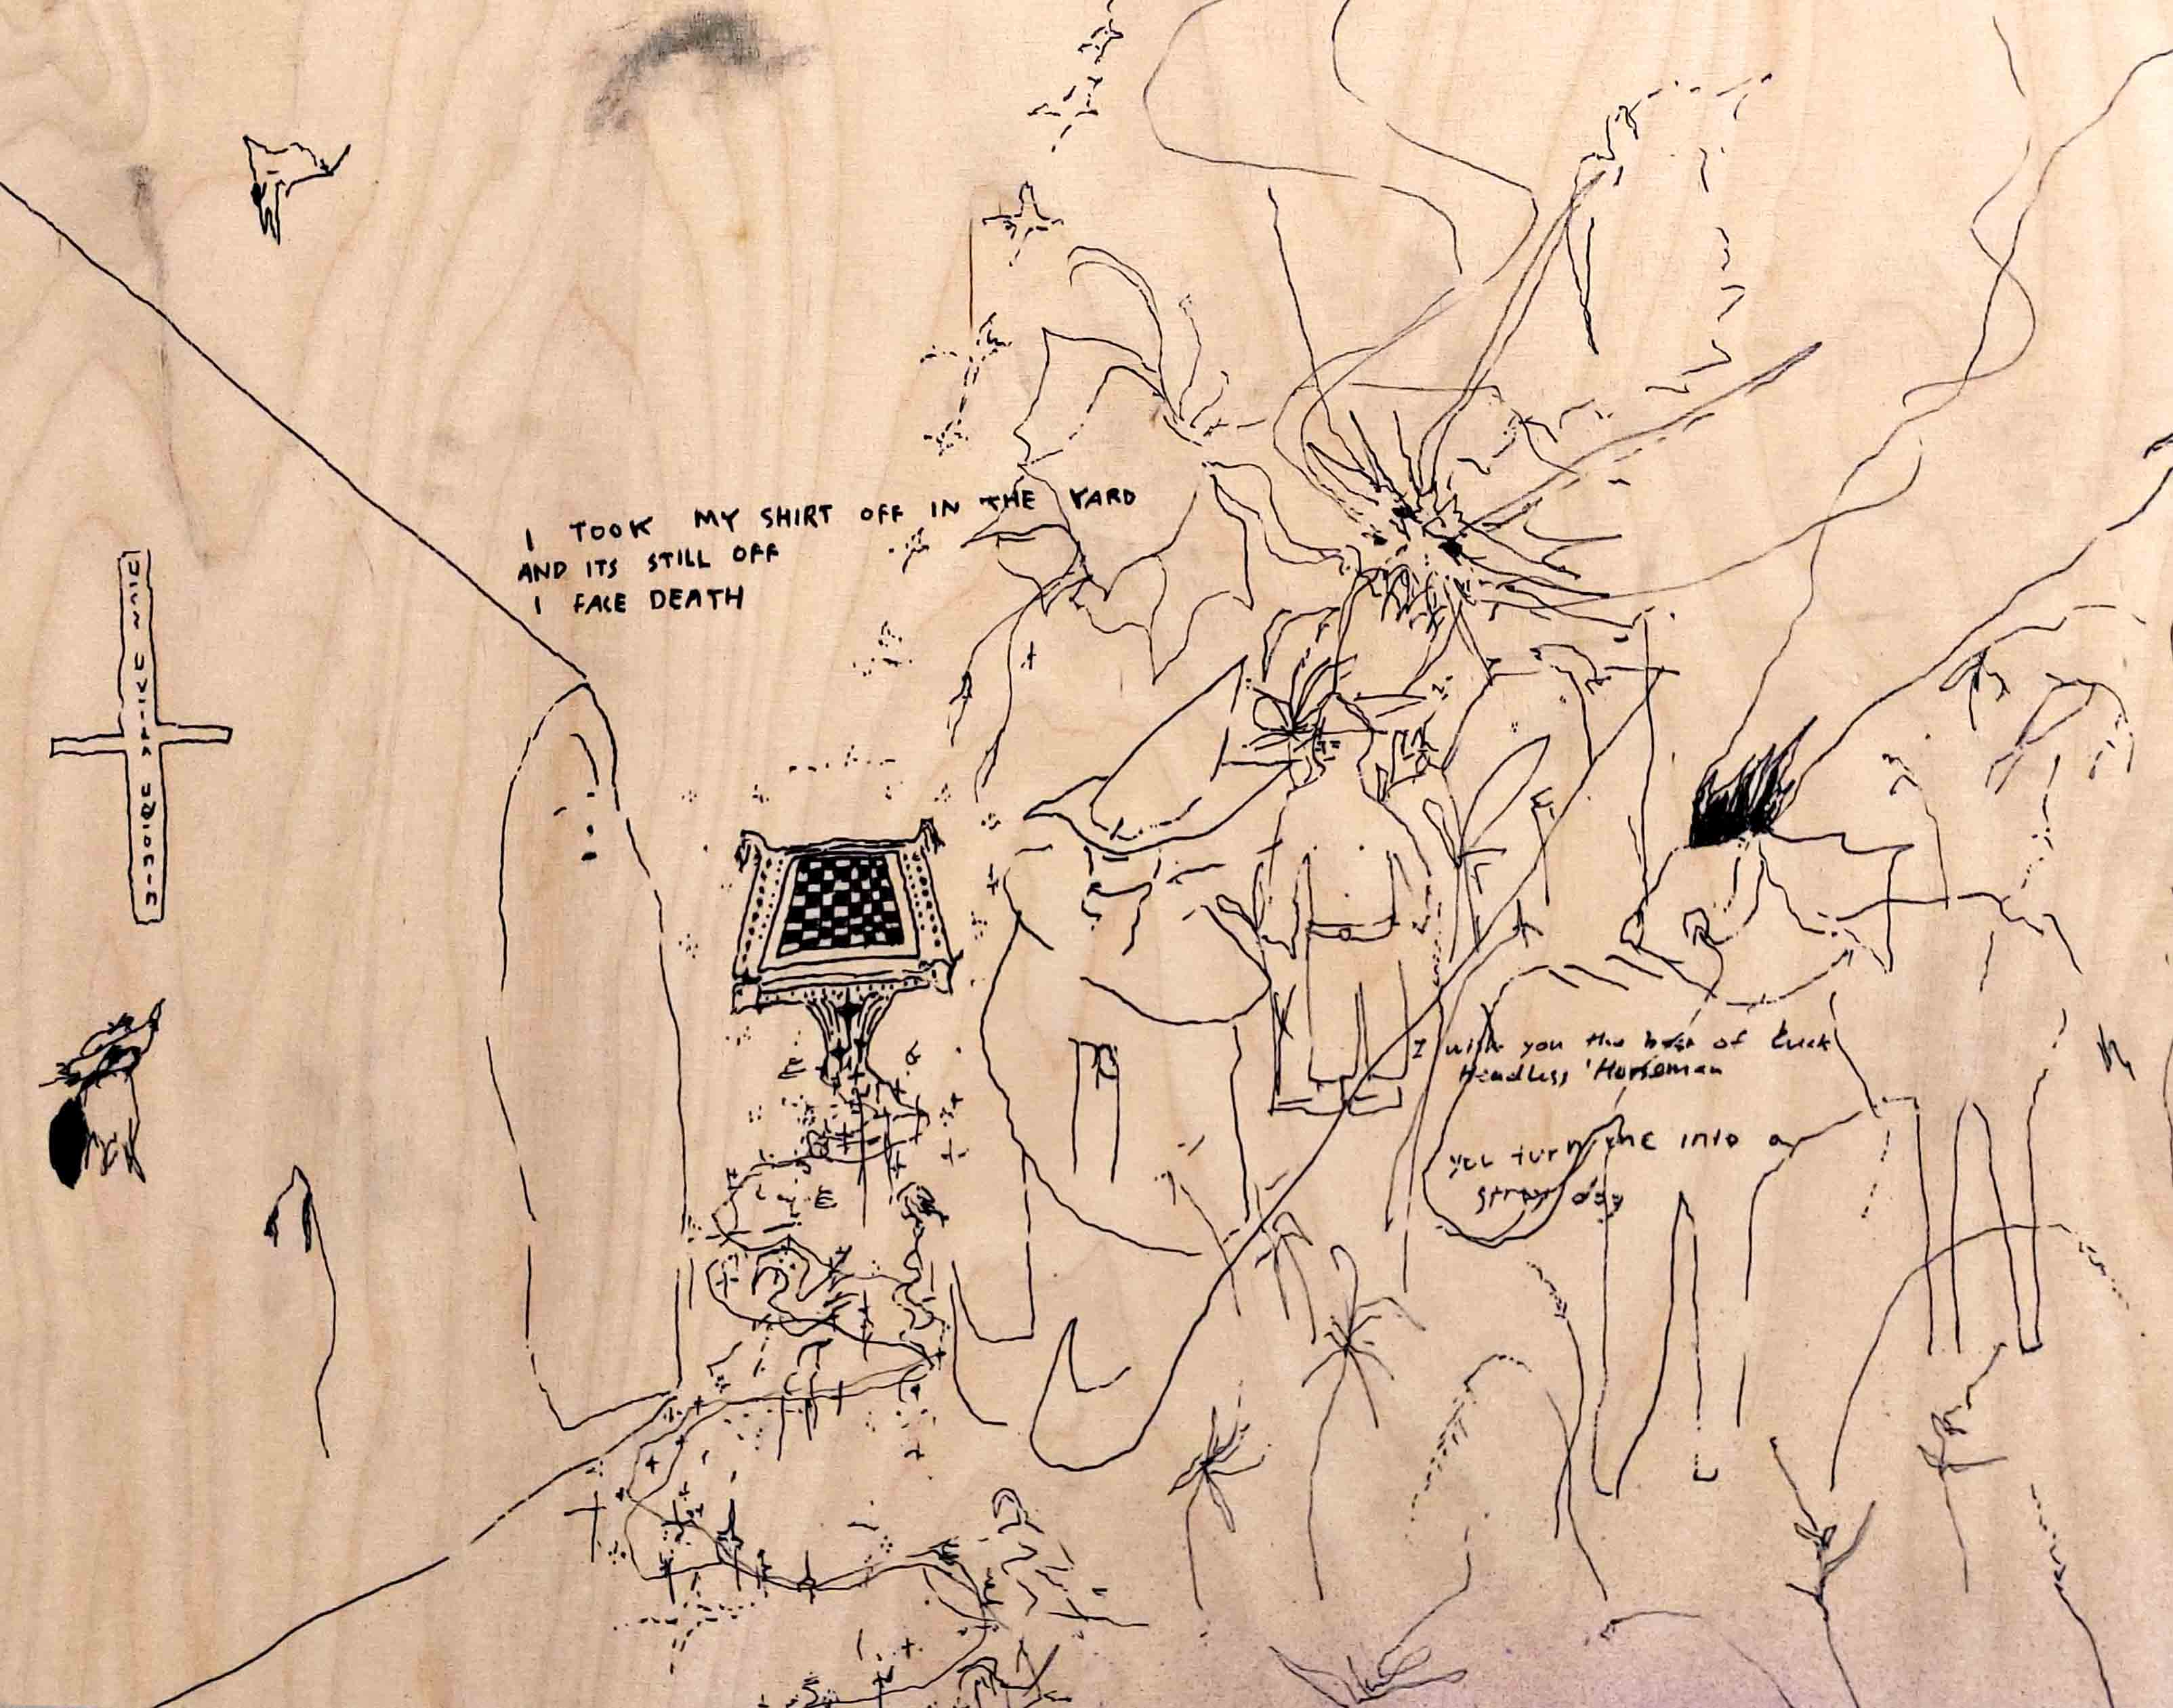 I TOOK MY SHIRT OFF IN THE YARD
AND ITS STILL OFF
I FACE DEATH
I wish you the best of luck
Headless 'Horseman
you turn me into a
stray dog